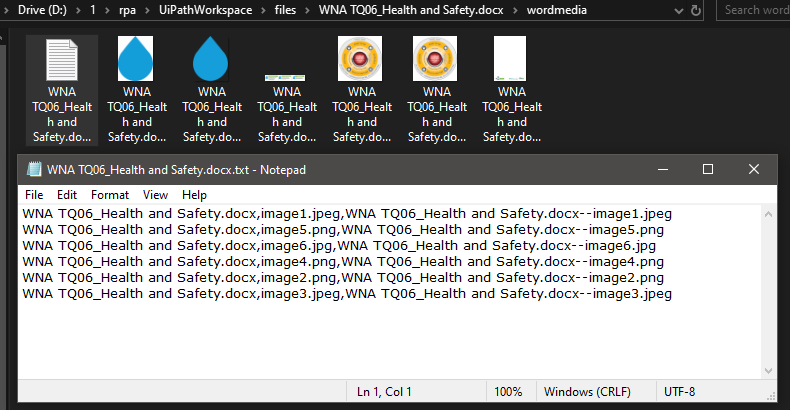 Drive (D:) > 1 > rpa > UiPathWorkspace > files > WNA TQ06_Health and Safety.docx > wordmedia
Search word
WNA
TQ06_Healt
h and
Safety.do...
WNA
TQ06_Healt
h and
Safety.do...
WNA
TQ06_Healt
h and
Safety.do...
WNA
TQ06_Healt
h and
Safety.do...
WNA
TQ06_Healt
h and
Safety.do...
WNA
TQ06_Healt
h and
Safety.do...
WNA
TQ06_Healt
h and
Safety.do...
WNA TQ06_Health and Safety.docx.txt - Notepad
File Edit Format View Help
WNA TQ06_Health and Safety.docx,image1.jpeg,WNA TQ06_Health and Safety.docx--image1.jpeg
WNA TQ06_Health and Safety.docx,image5.png,WNA TQ06_Health and Safety.docx--image5.png
WNA TQ06_Health and Safety.docx,image6.jpg,WNA TQ06_Health and Safety.docx--image6.jpg
WNA TQ06_Health and Safety.docx,image4.png,WNA TQ06_Health and Safety.docx--image4.png
WNA TQ06_Health and Safety.docx,image2.png,WNA TQ06_Health and Safety.docx--image2.png
WNA TQ06_Health and Safety.docx,image3.jpeg,WNA TQ06_Health and Safety.docx--image3.jpeg
Ln 1, Col 1 100% Windows (CRLF) UTF-8